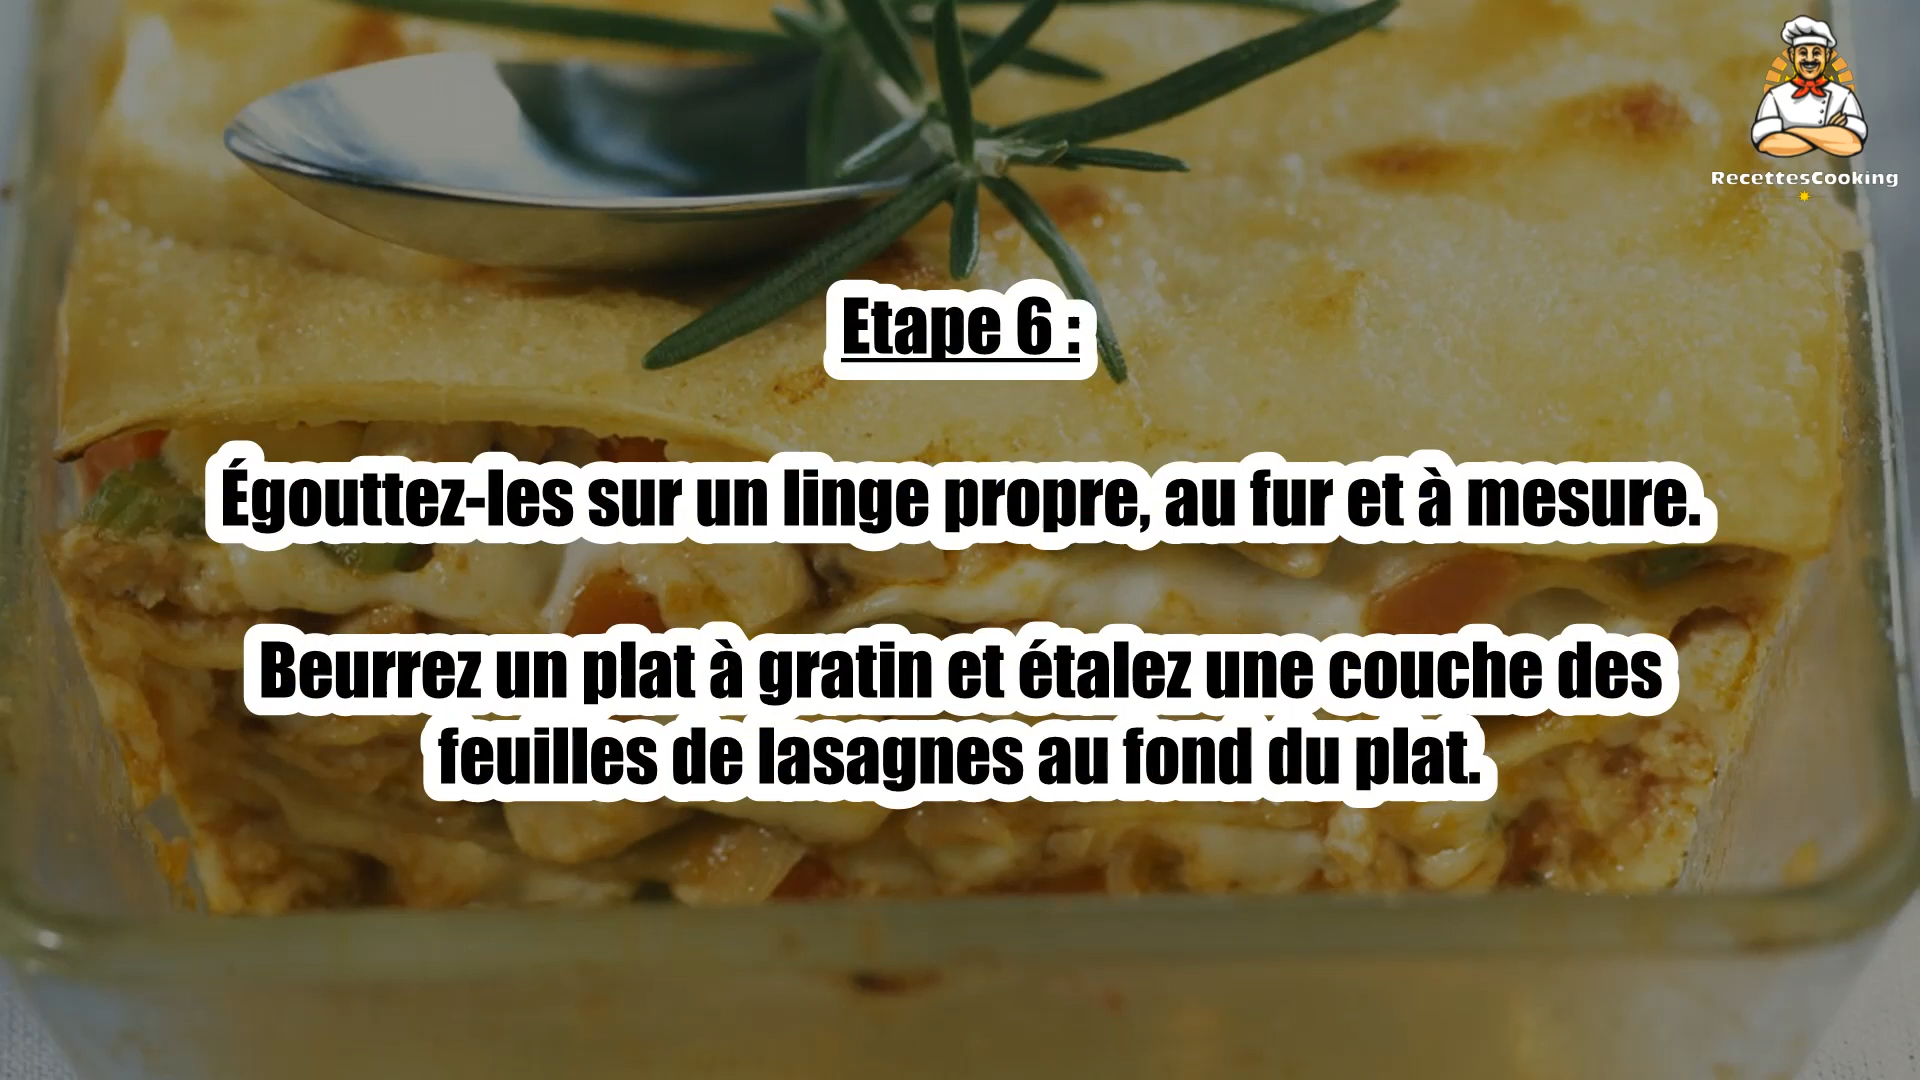 RecettesCooking
Etape 6 :
Égouttez-les sur un linge propre, au fur et à mesure.
Beurrez un plat à gratin et étalez une couche des
feuilles de lasagnes au fond du plat.